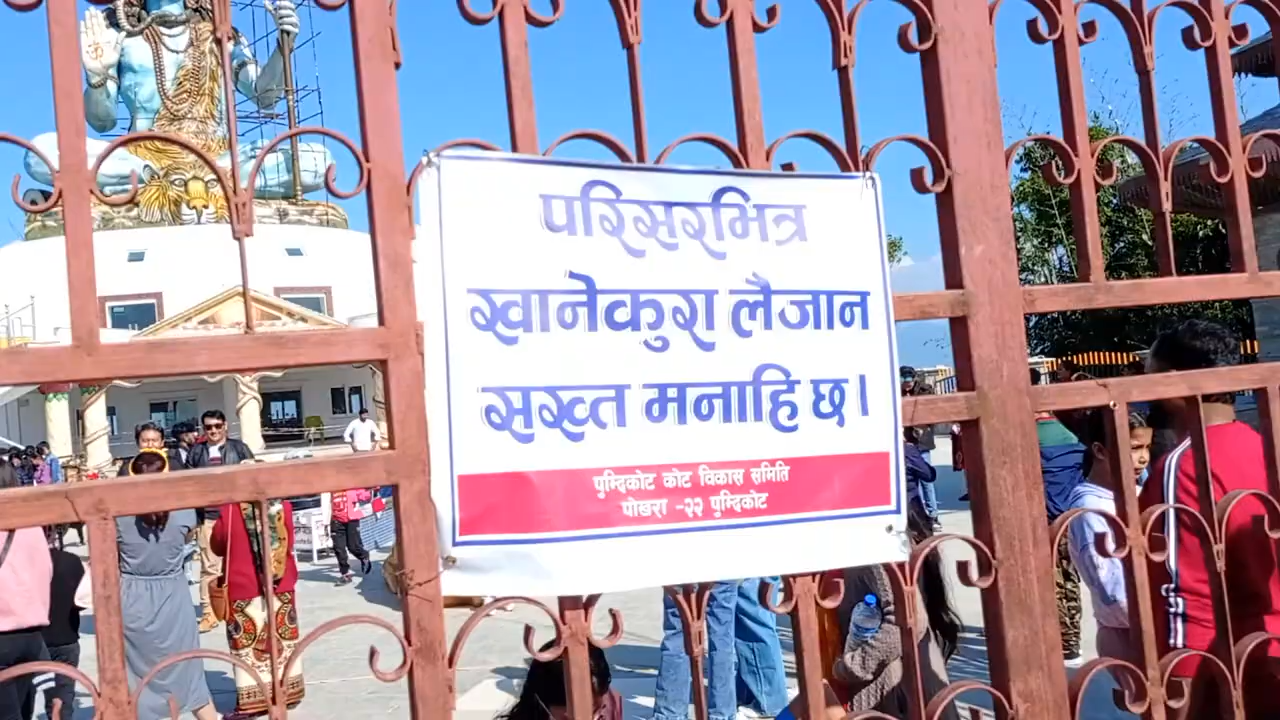 परिसरभित्र
खानेकुरा लैजान
सख्त मनाहि छ।
पुम्दिकोट कोट विकास समिति
पोखरा -२२ पुम्दिकोट